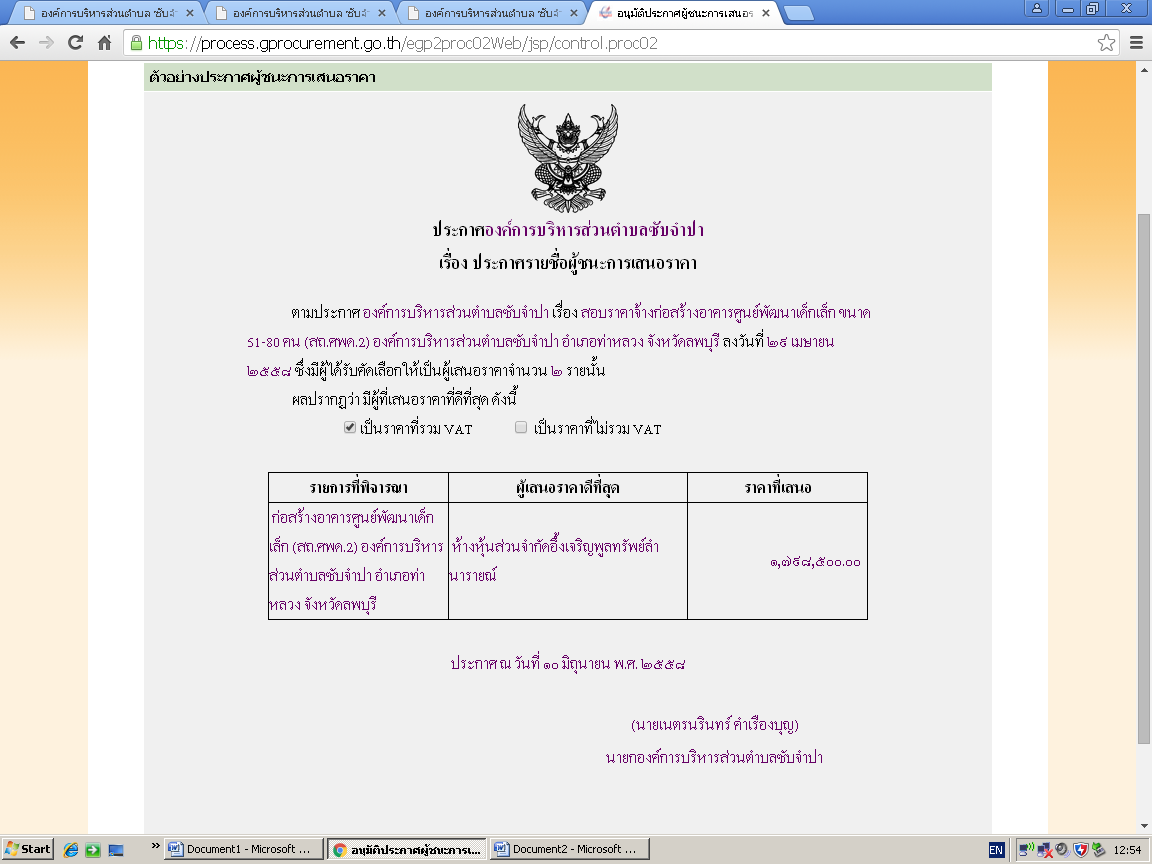 องค์การบริหารส่วนตำบล ซับจำ องค์การบริหารส่วนตำบล ซับจำ องค์การบริหารส่วนตำบล ซับจำ อนุมัติประกาศผู้ชนะการเสนอร
https://process.gprocurement.go.th/egp2proc02Web/jsp/control.proc02
ตัวอย่างประกาศผู้ชนะการเสนอราคา
ประกาศองค์การบริหารส่วนตำบลซับจำปา
เรื่อง ประกาศรายชื่อผู้ชนะการเสนอราคา
ตามประกาศ องค์การบริหารส่วนตำบลซับจำปา เรื่อง สอบราคาจ้างก่อสร้างอาคารศูนย์พัฒนาเด็กเล็ก ขนาด
51-80 คน (สถ.ศพด.2) องค์การบริหารส่วนตำบลซับจำปา อำเภอท่าหลวง จังหวัดลพบุรี ลงวันที่ ๒๙ เมษายน
๒๕๕๘ ซึ่งมีผู้ได้รับคัดเลือกให้เป็นผู้เสนอราคาจำนวน ๒ รายนั้น
ผลปรากฏว่า มีผู้ที่เสนอราคาที่ดีที่สุด ดังนี้
เป็นราคาที่รวม VAT เป็นราคาที่ไม่รวม VAT
รายการที่พิจารณา ผู้เสนอราคาดีที่สุด ราคาที่เสนอ
ก่อสร้างอาคารศูนย์พัฒนาเด็ก
เล็ก (สถ.ศพด.2) องค์การบริหาร
ส่วนตำบลซับจำปา อำเภอท่า
หลวง จังหวัดลพบุรี
ห้างหุ้นส่วนจำกัดอึ้งเจริญพูลทรัพย์ลำ
นารายณ์
๑,๗๙๘,๕๐๐.๐๐
ประกาศ ณ วันที่ ๑๐ มิถุนายน พ.ศ. ๒๕๕๘
(นายเนตรนรินทร์ คำเรืองบุญ)
นายกองค์การบริหารส่วนตำบลซับจำปา
Start Document1 - Microsoft ... อนุมัติประกาศผู้ชนะการเ... Document2 - Microsoft ... EN 12:54